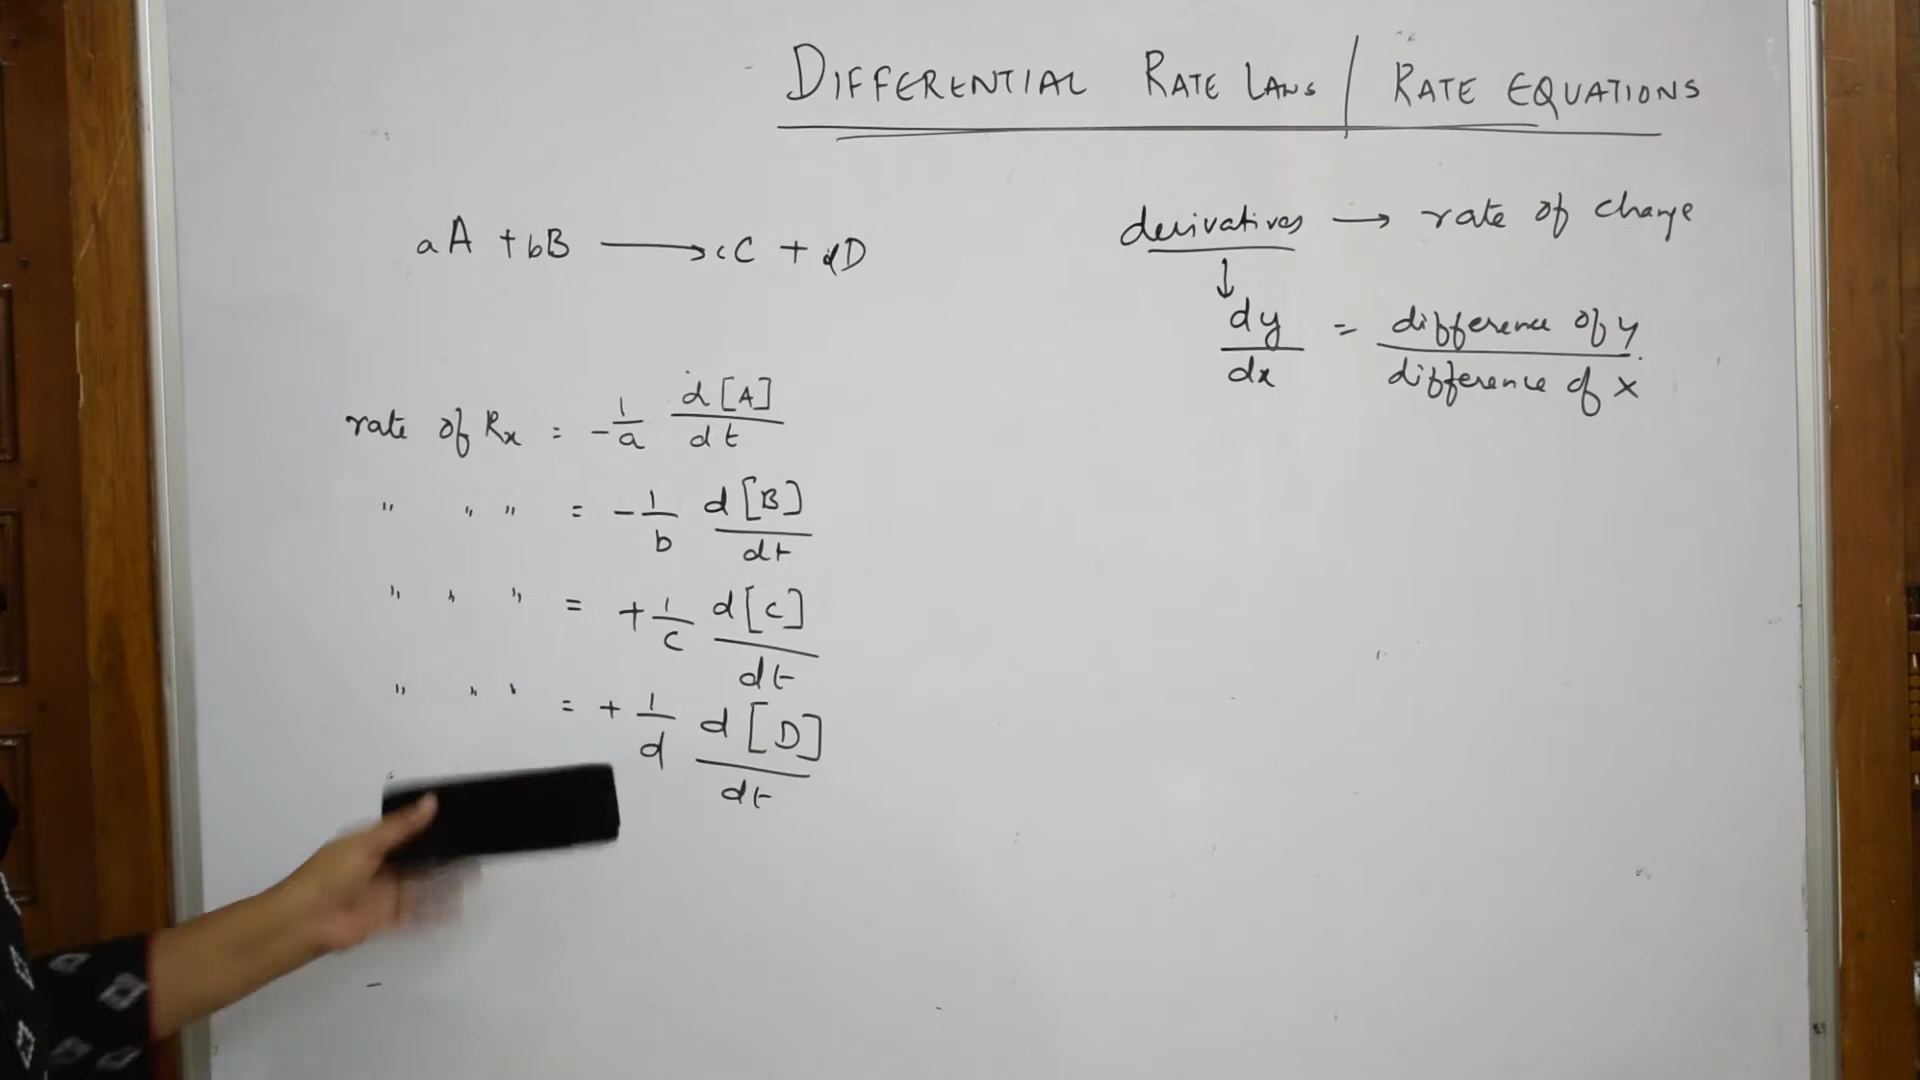 DIFFERENTIAL RATE LAWS / RATE EQUATIONS
aA + bB ⟶ cC + dD
rate of Rx = -1/a d[A]/dt
" " " = -1/b d[B]/dt
" " " = +1/c d[C]/dt
" " " = +1/d d[D]/dt
derivatives → rate of change
↓
dy/dx = difference of y/difference of x